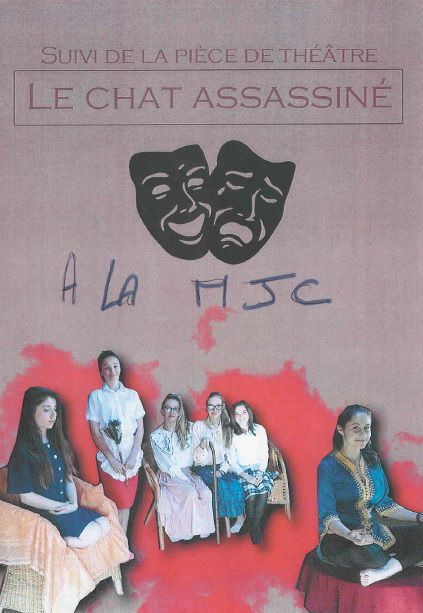 SUIVI DE LA PIÈCE DE THÉÂTRE
LE CHAT ASSASSINÉ
A LA MJC